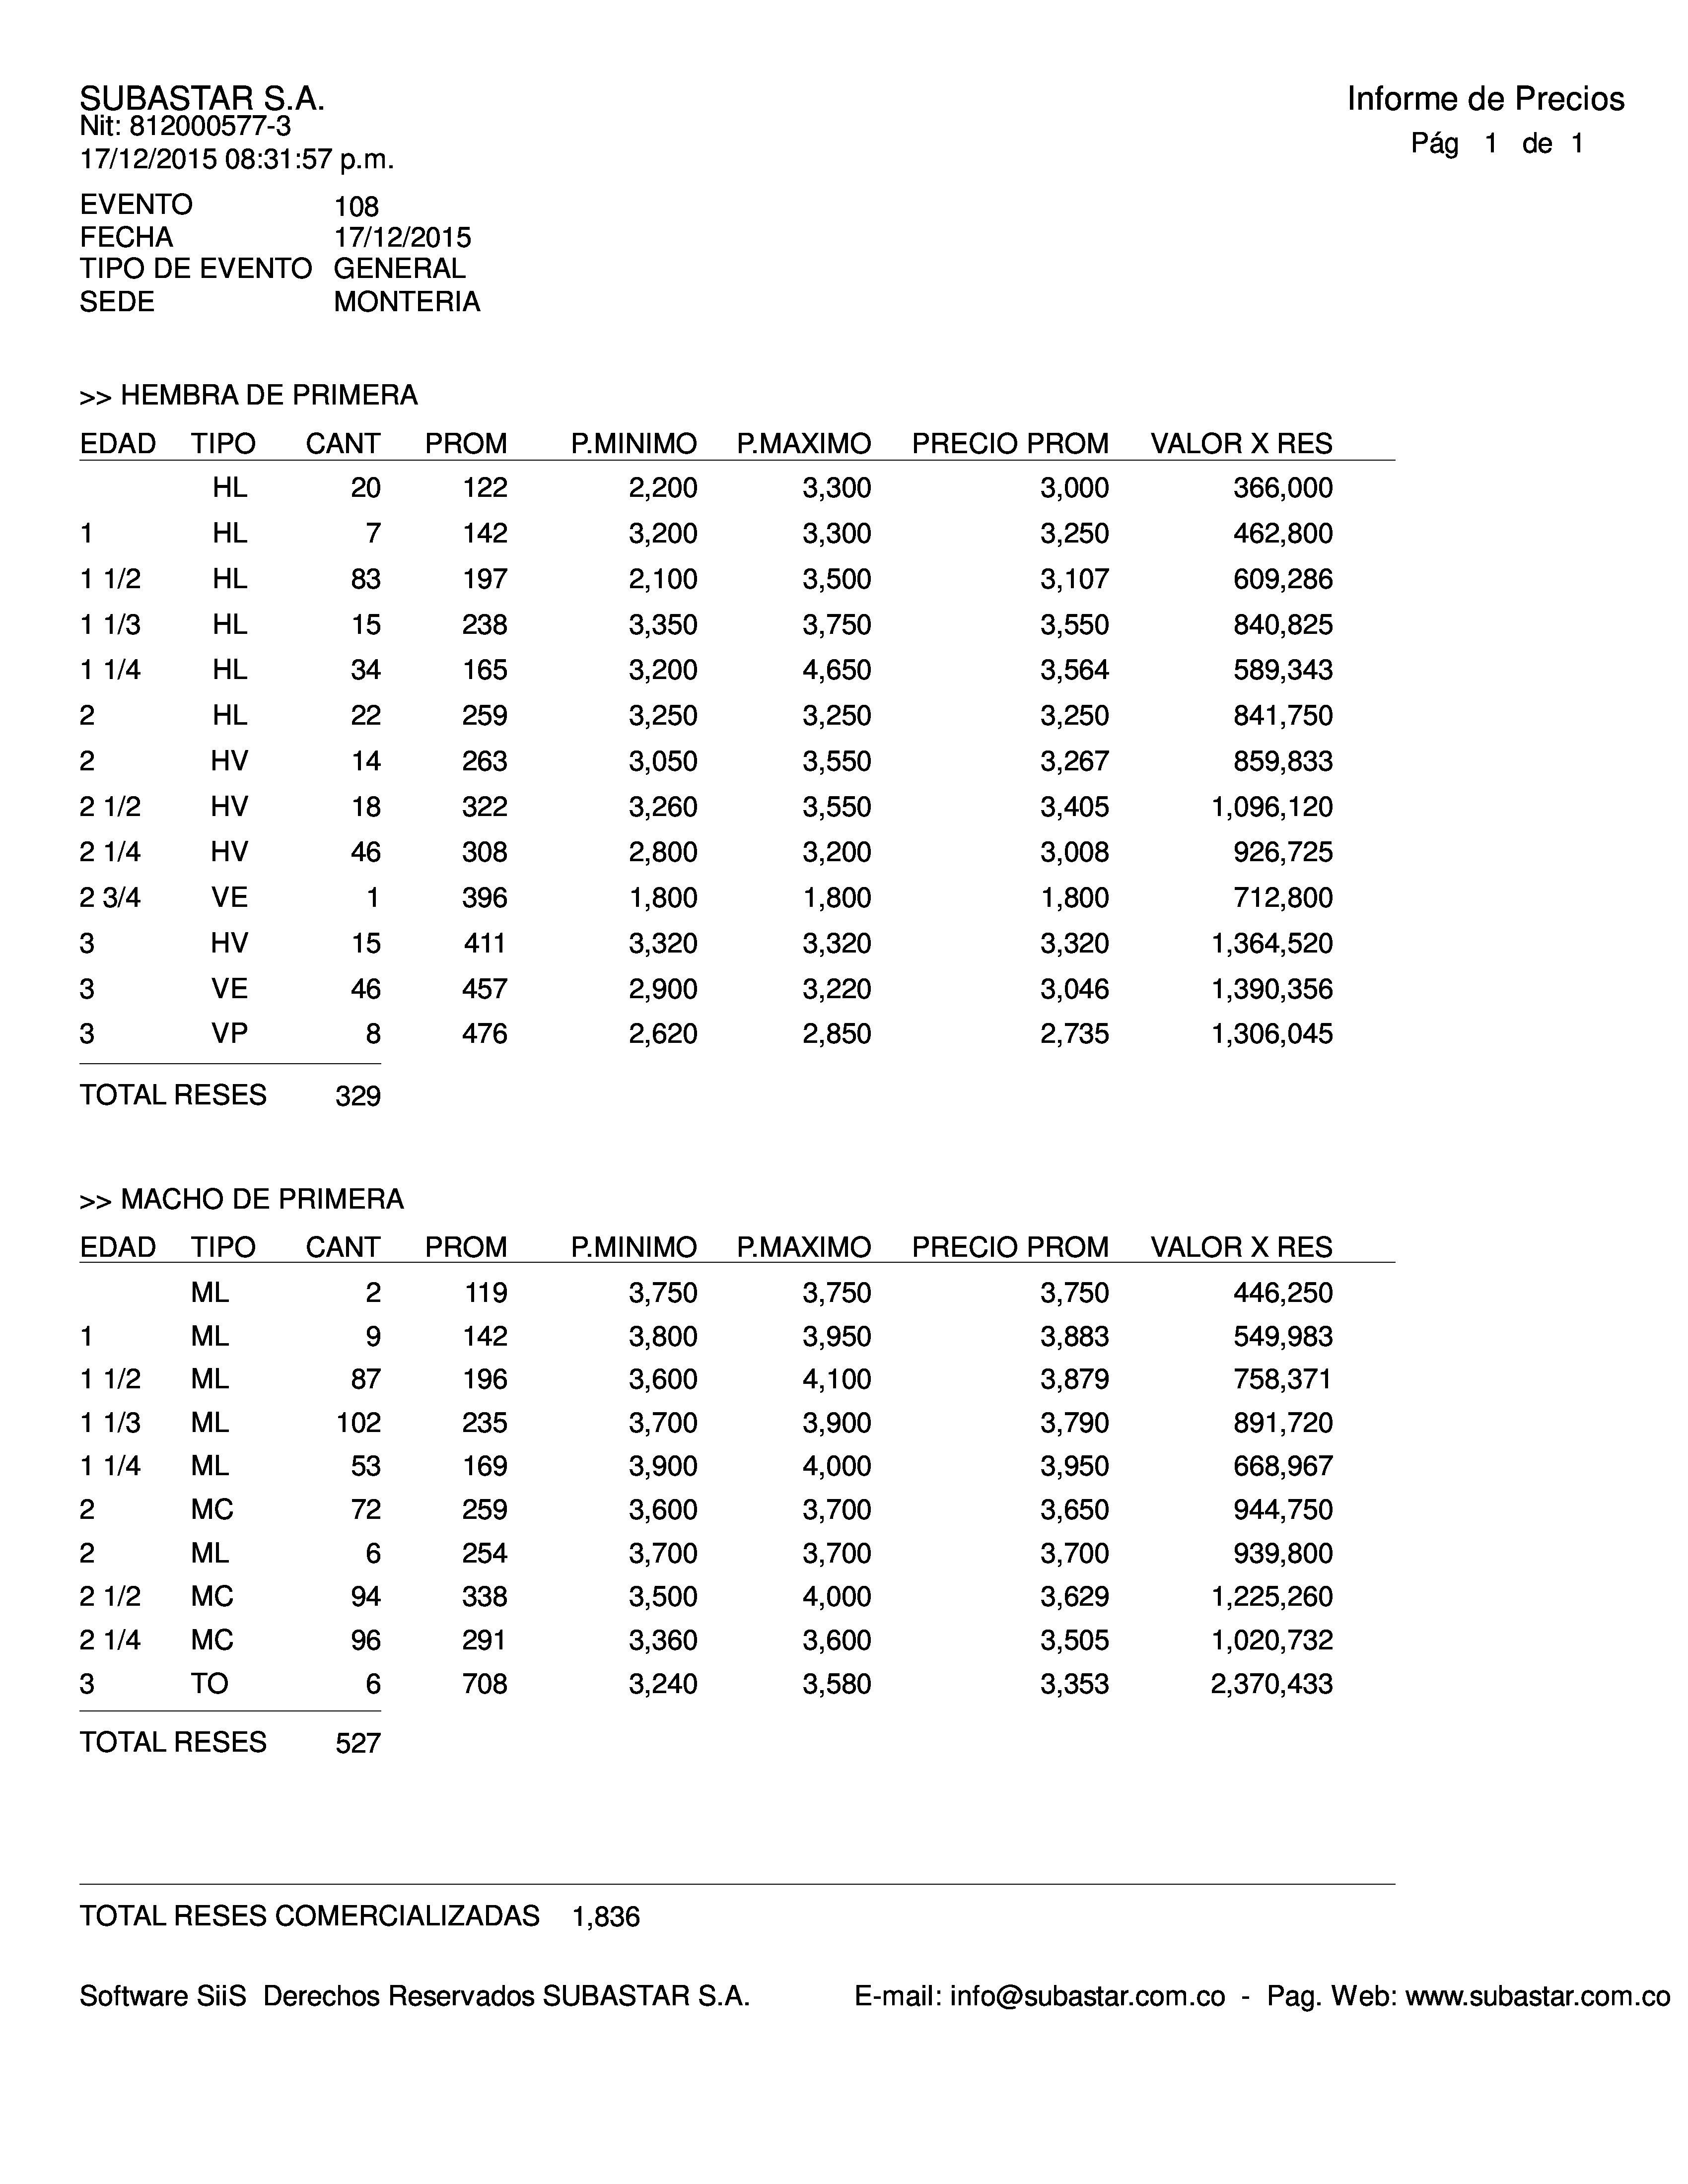 SUBASTAR S.A. Informe de Precios
Nit: 812000577-3
17/12/2015 08:31:57 p.m. Pág 1 de 1
EVENTO 108
FECHA 17/12/2015
TIPO DE EVENTO GENERAL
SEDE MONTERIA
>> HEMBRA DE PRIMERA
EDAD TIPO CANT PROM P.MINIMO P.MAXIMO PRECIO PROM VALOR X RES
HL 20 122 2,200 3,300 3,000 366,000
1 HL 7 142 3,200 3,300 3,250 462,800
1 1/2 HL 83 197 2,100 3,500 3,107 609,286
1 1/3 HL 15 238 3,350 3,750 3,550 840,825
1 1/4 HL 34 165 3,200 4,650 3,564 589,343
2 HL 22 259 3,250 3,250 3,250 841,750
2 HV 14 263 3,050 3,550 3,267 859,833
2 1/2 HV 18 322 3,260 3,550 3,405 1,096,120
2 1/4 HV 46 308 2,800 3,200 3,008 926,725
2 3/4 VE 1 396 1,800 1,800 1,800 712,800
3 HV 15 411 3,320 3,320 3,320 1,364,520
3 VE 46 457 2,900 3,220 3,046 1,390,356
3 VP 8 476 2,620 2,850 2,735 1,306,045
TOTAL RESES 329
>> MACHO DE PRIMERA
EDAD TIPO CANT PROM P.MINIMO P.MAXIMO PRECIO PROM VALOR X RES
ML 2 119 3,750 3,750 3,750 446,250
1 ML 9 142 3,800 3,950 3,883 549,983
1 1/2 ML 87 196 3,600 4,100 3,879 758,371
1 1/3 ML 102 235 3,700 3,900 3,790 891,720
1 1/4 ML 53 169 3,900 4,000 3,950 668,967
2 MC 72 259 3,600 3,700 3,650 944,750
2 ML 6 254 3,700 3,700 3,700 939,800
2 1/2 MC 94 338 3,500 4,000 3,629 1,225,260
2 1/4 MC 96 291 3,360 3,600 3,505 1,020,732
3 TO 6 708 3,240 3,580 3,353 2,370,433
TOTAL RESES 527
TOTAL RESES COMERCIALIZADAS 1,836
Software SiiS Derechos Reservados SUBASTAR S.A. E-mail: info@subastar.com.co - Pag. Web: www.subastar.com.co